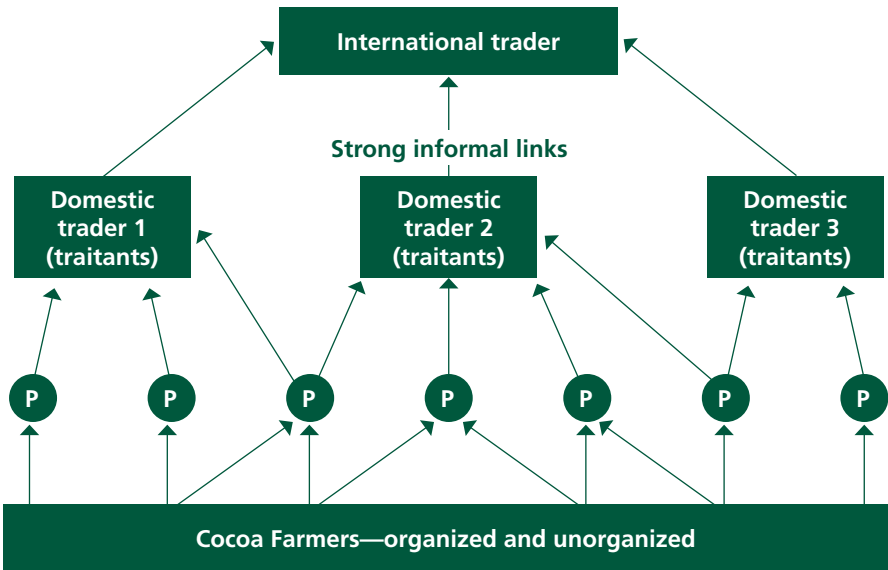 International trader
Strong informal links
Domestic
trader 1
(traitants)
Domestic
trader 2
(traitants)
Domestic
trader 3
(traitants)
P
P
P
P
P
P
P
Cocoa Farmers—organized and unorganized